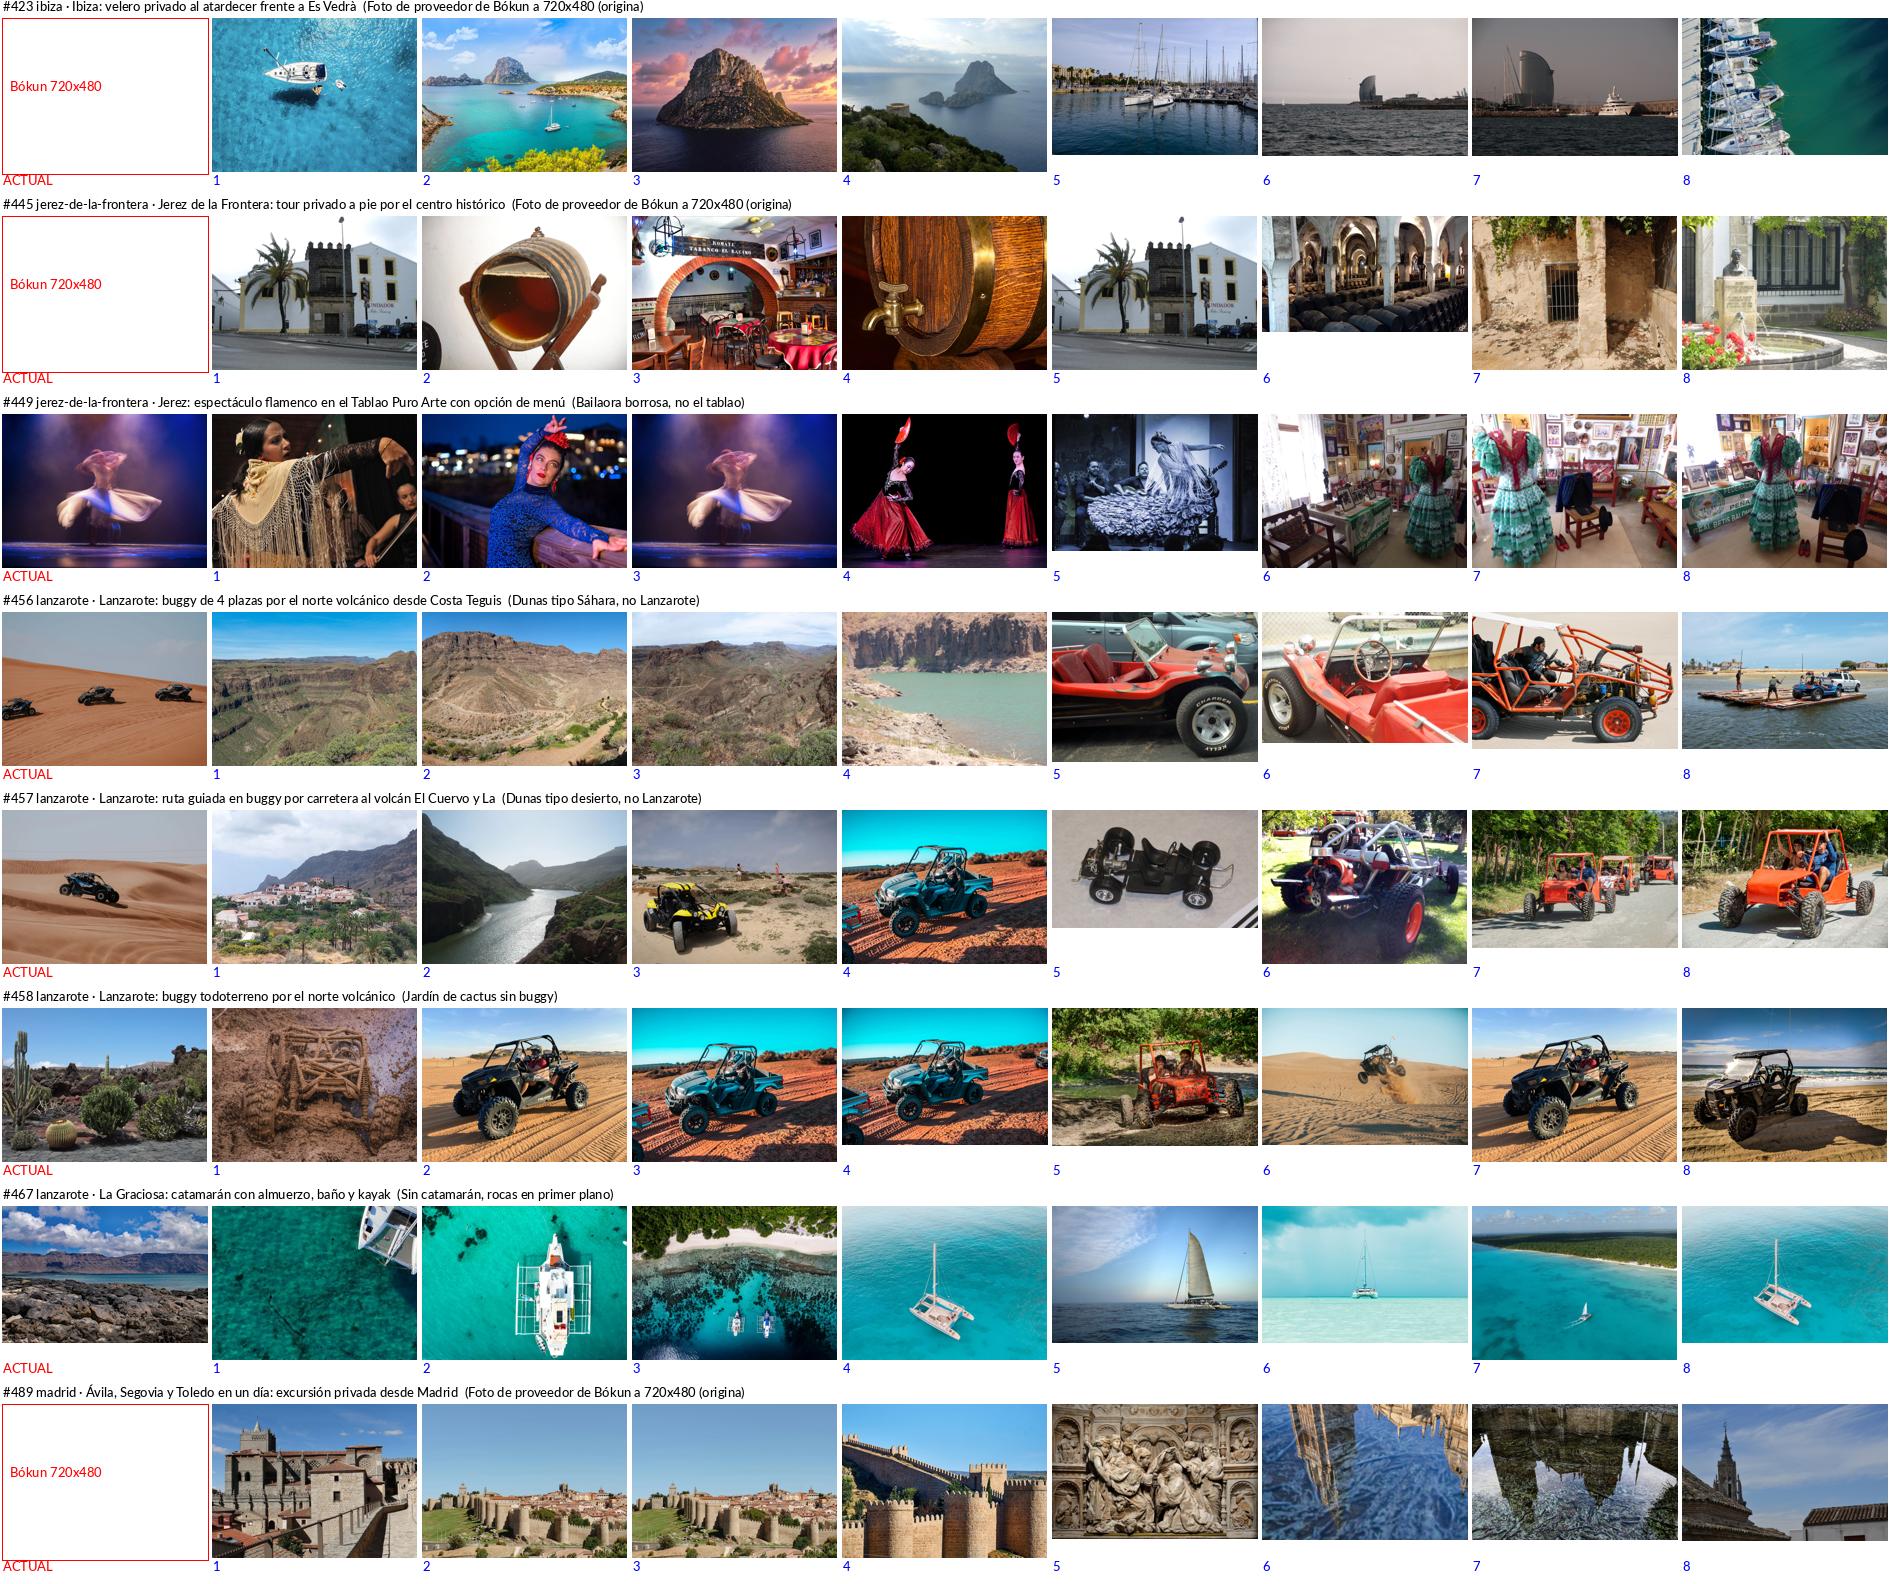 #423 ibiza · Ibiza: velero privado al atardecer frente a Es Vedrà (Foto de proveedor de Bókun a 720x480 (origina)
Bókun 720x480
ACTUAL 1 2 3 4 5 6 7 8
#445 jerez-de-la-frontera · Jerez de la Frontera: tour privado a pie por el centro histórico (Foto de proveedor de Bókun a 720x480 (origina)
Bókun 720x480
ROMATE
TABANCO EL BALCINO
FUNDADOR
ACTUAL 1 2 3 4 5 6 7 8
#449 jerez-de-la-frontera · Jerez: espectáculo flamenco en el Tablao Puro Arte con opción de menú (Bailaora borrosa, no el tablao)
ACTUAL 1 2 3 4 5 6 7 8
#456 lanzarote · Lanzarote: buggy de 4 plazas por el norte volcánico desde Costa Teguis (Dunas tipo Sáhara, no Lanzarote)
KELLY
ACTUAL 1 2 3 4 5 6 7 8
#457 lanzarote · Lanzarote: ruta guiada en buggy por carretera al volcán El Cuervo y La (Dunas tipo desierto, no Lanzarote)
ACTUAL 1 2 3 4 5 6 7 8
#458 lanzarote · Lanzarote: buggy todoterreno por el norte volcánico (Jardín de cactus sin buggy)
ACTUAL 1 2 3 4 5 6 7 8
#467 lanzarote · La Graciosa: catamarán con almuerzo, baño y kayak (Sin catamarán, rocas en primer plano)
ACTUAL 1 2 3 4 5 6 7 8
#489 madrid · Ávila, Segovia y Toledo en un día: excursión privada desde Madrid (Foto de proveedor de Bókun a 720x480 (origina)
Bókun 720x480
ACTUAL 1 2 3 4 5 6 7 8